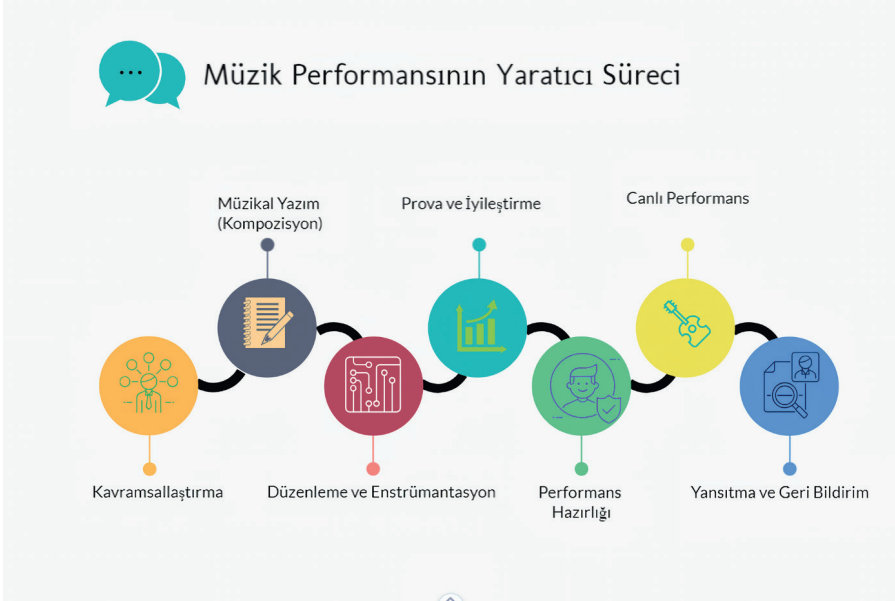 Müzik Performansının Yaratıcı Süreci
Müzikal Yazım
(Kompozisyon)
Prova ve İyileştirme
Canlı Performans
Kavramsallaştırma
Düzenleme ve Enstrümantasyon
Performans
Hazırlığı
Yansıtma ve Geri Bildirim